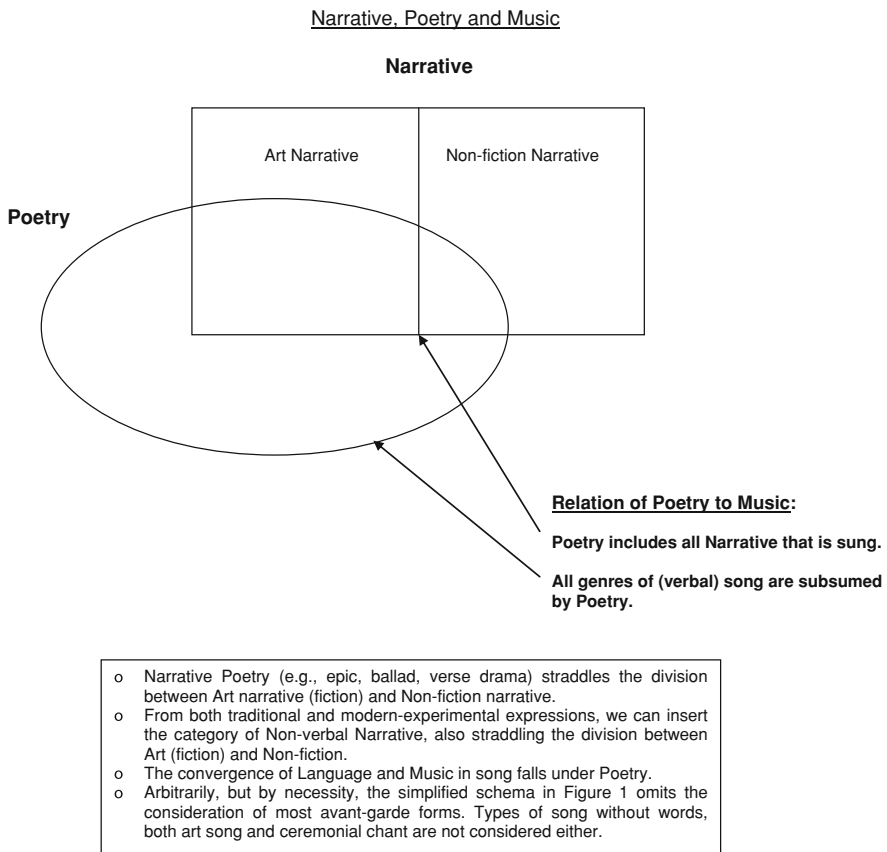 Narrative, Poetry and Music
Narrative
Art Narrative
Non-fiction Narrative
Poetry
Relation of Poetry to Music:
Poetry includes all Narrative that is sung.
All genres of (verbal) song are subsumed
by Poetry.
o Narrative Poetry (e.g., epic, ballad, verse drama) straddles the division
between Art narrative (fiction) and Non-fiction narrative.
o From both traditional and modern-experimental expressions, we can insert
the category of Non-verbal Narrative, also straddling the division between
Art (fiction) and Non-fiction.
o The convergence of Language and Music in song falls under Poetry.
o Arbitrarily, but by necessity, the simplified schema in Figure 1 omits the
consideration of most avant-garde forms. Types of song without words,
both art song and ceremonial chant are not considered either.